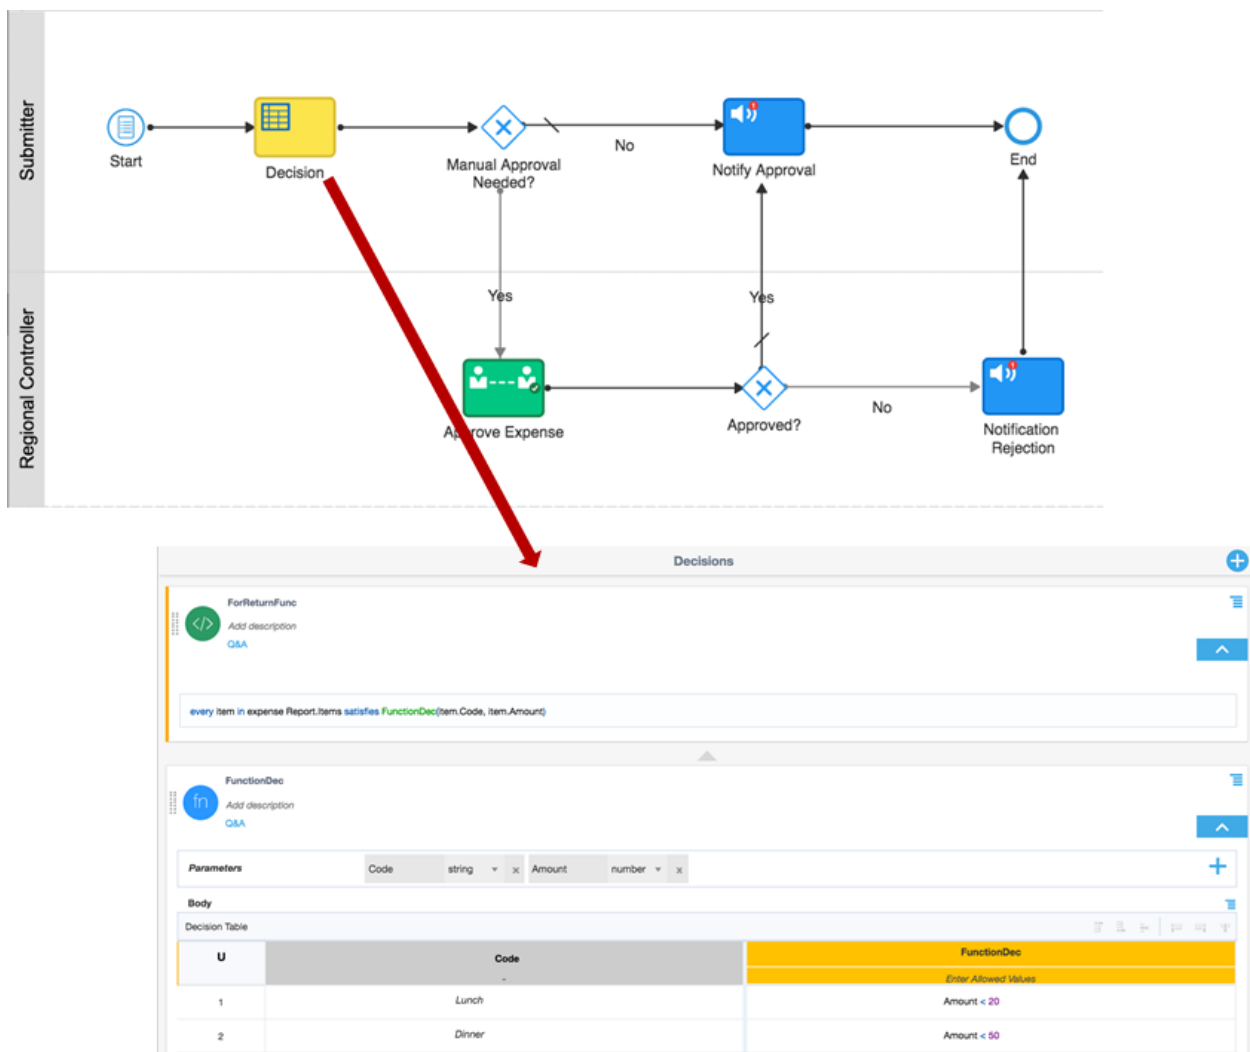 Submitter
Start
Decision
Manual Approval
Needed?
No
Notify Approval
End
Regional Controller
Yes
Yes
Approve Expense
Approved?
No
Notification
Rejection
Decisions
ForReturnFunc
Add description
Q&A
every item in expense Report.Items satisfies FunctionDec(item.Code, item.Amount)
FunctionDec
fn
Add description
Q&A
Parameters Code string Amount number
Body
Decision Table
U Code FunctionDec
Enter Allowed Values
1 Lunch Amount < 20
2 Dinner Amount < 50